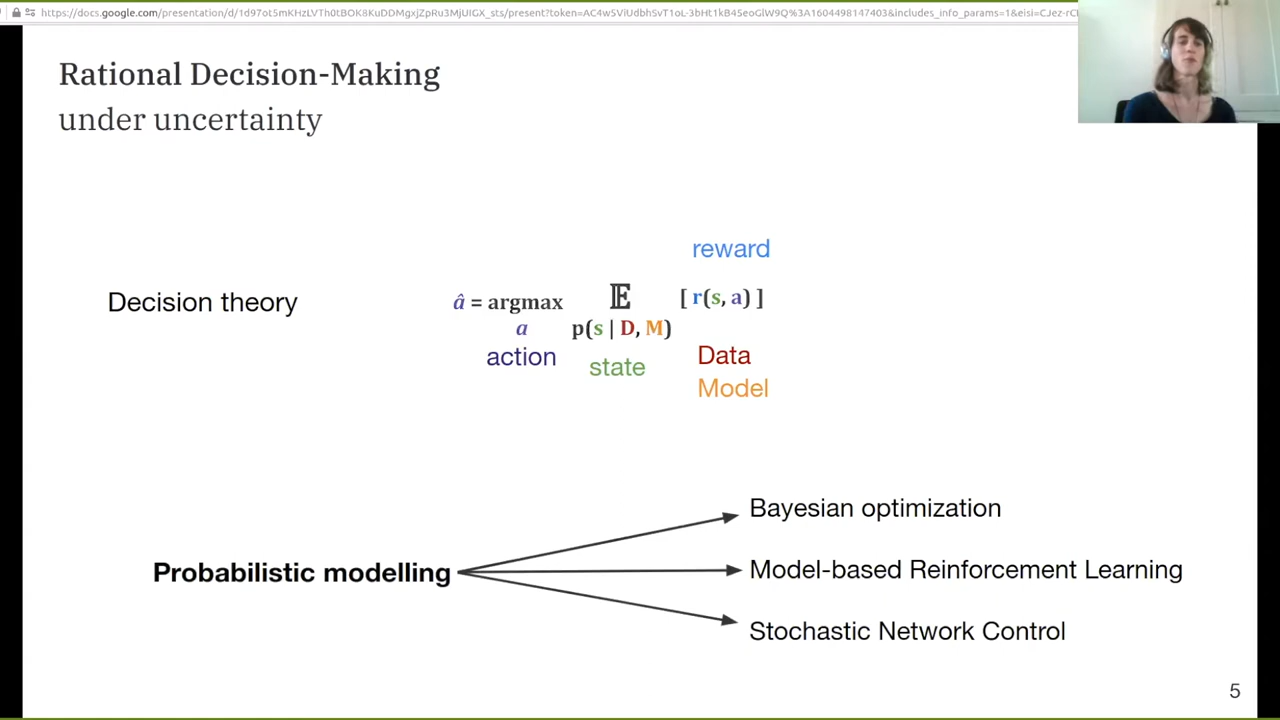 Rational Decision-Making
under uncertainty
reward
Decision theory
â = argmax 𝔼 [ r(s, a) ]
a p(s | D, M)
action state Data
Model
Bayesian optimization
Probabilistic modelling
Model-based Reinforcement Learning
Stochastic Network Control
5